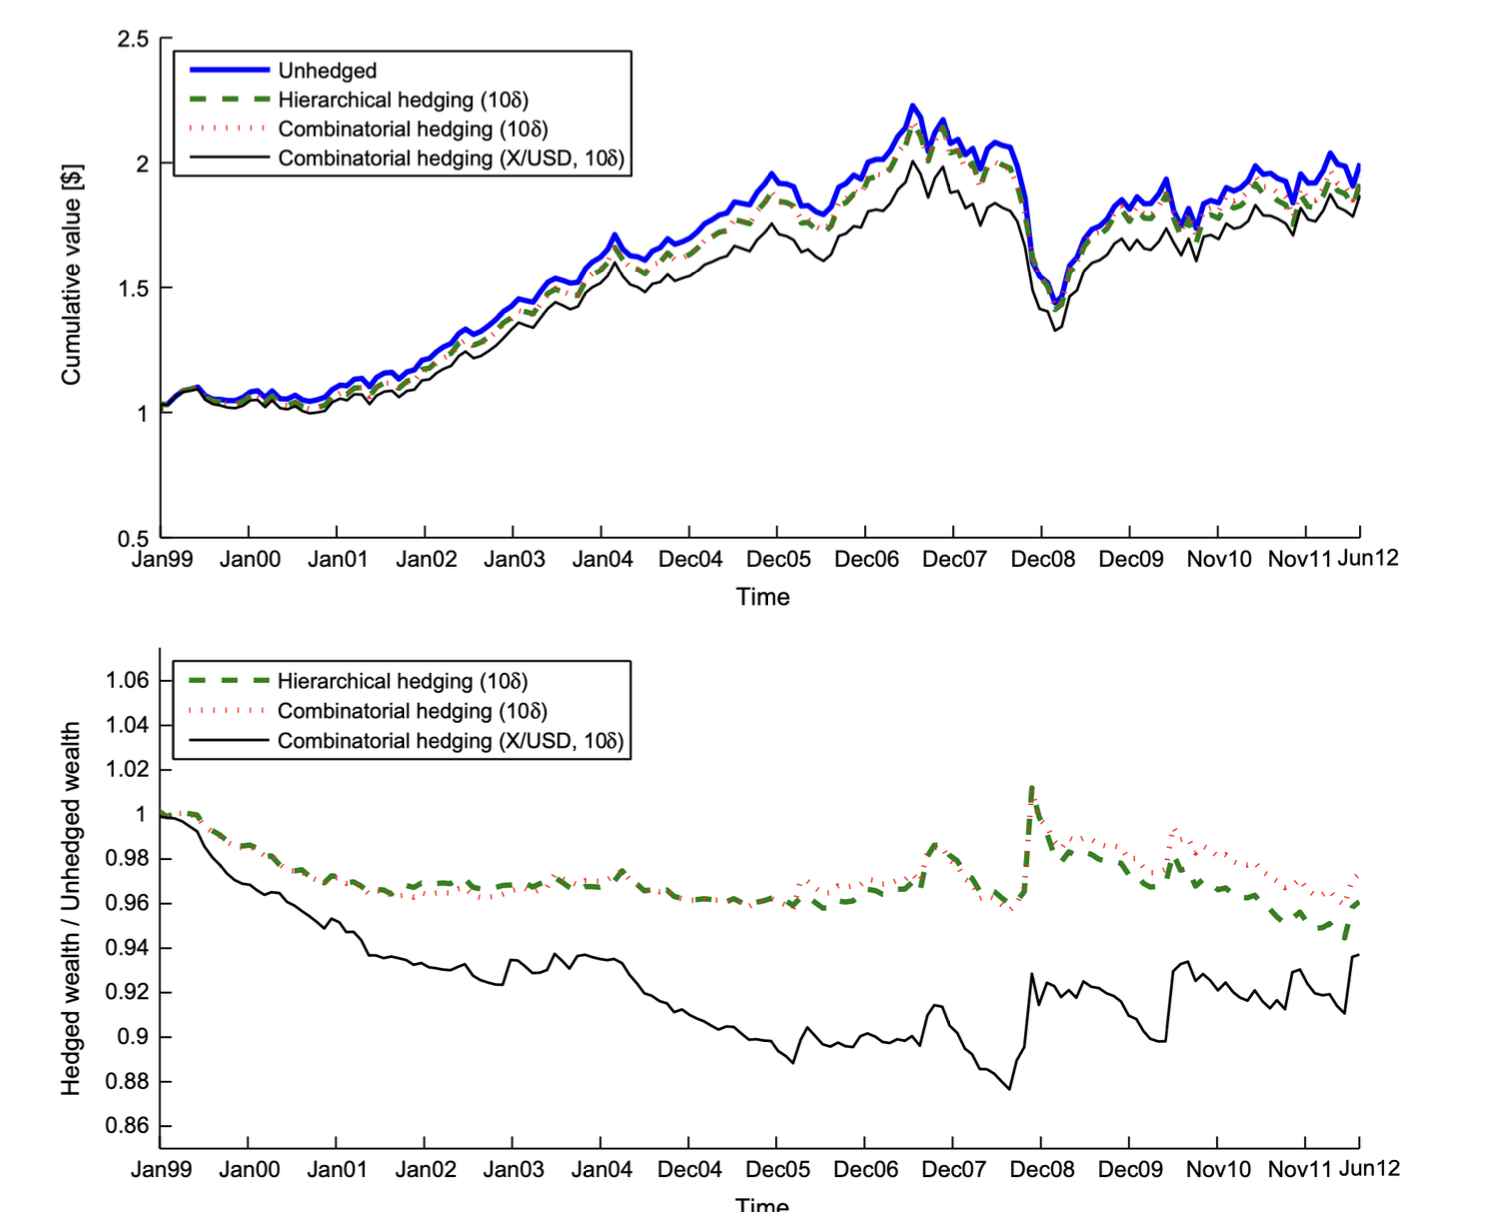 2.5
2
1.5
1
0.5
Cumulative value [$]
Unhedged
Hierarchical hedging (10δ)
Combinatorial hedging (10δ)
Combinatorial hedging (X/USD, 10δ)
Jan99 Jan00 Jan01 Jan02 Jan03 Jan04 Dec04 Dec05 Dec06 Dec07 Dec08 Dec09 Nov10 Nov11 Jun12
Time
1.06
1.04
1.02
1
0.98
0.96
0.94
0.92
0.9
0.88
0.86
Hedged wealth / Unhedged wealth
Hierarchical hedging (10δ)
Combinatorial hedging (10δ)
Combinatorial hedging (X/USD, 10δ)
Jan99 Jan00 Jan01 Jan02 Jan03 Jan04 Dec04 Dec05 Dec06 Dec07 Dec08 Dec09 Nov10 Nov11 Jun12
Time